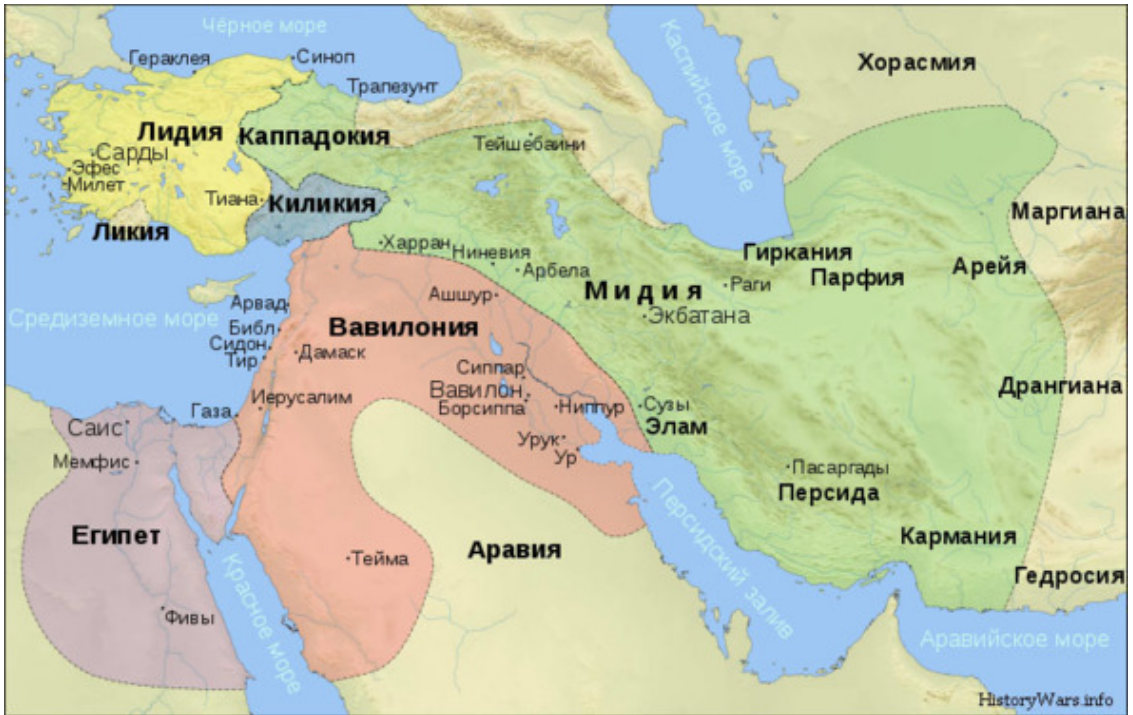 Чёрное море
Гераклея
Синоп
Трапезунт
Каспийское море
Хорасмия
Лидия
Каппадокия
Тейшебаини
Сарды
Эфес
Милет
Тиана
Киликия
Ликия
Маргиана
Харран
Ниневия
Арбела
Гиркания
Парфия
Арейя
Мидия
Раги
Экбатана
Ашшур
Арвад
Средиземное море
Вавилония
Библ
Сидон
Тир
Дамаск
Сиппар
Вавилон
Борсиппа
Ниппур
Сузы
Элам
Дрангиана
Иерусалим
Газа
Саис
Мемфис
Урук
Ур
Пасаргады
Персида
Египет
Аравия
Персидский залив
Кармания
Тейма
Гедросия
Красное море
Фивы
Аравийское море
HistoryWars.info